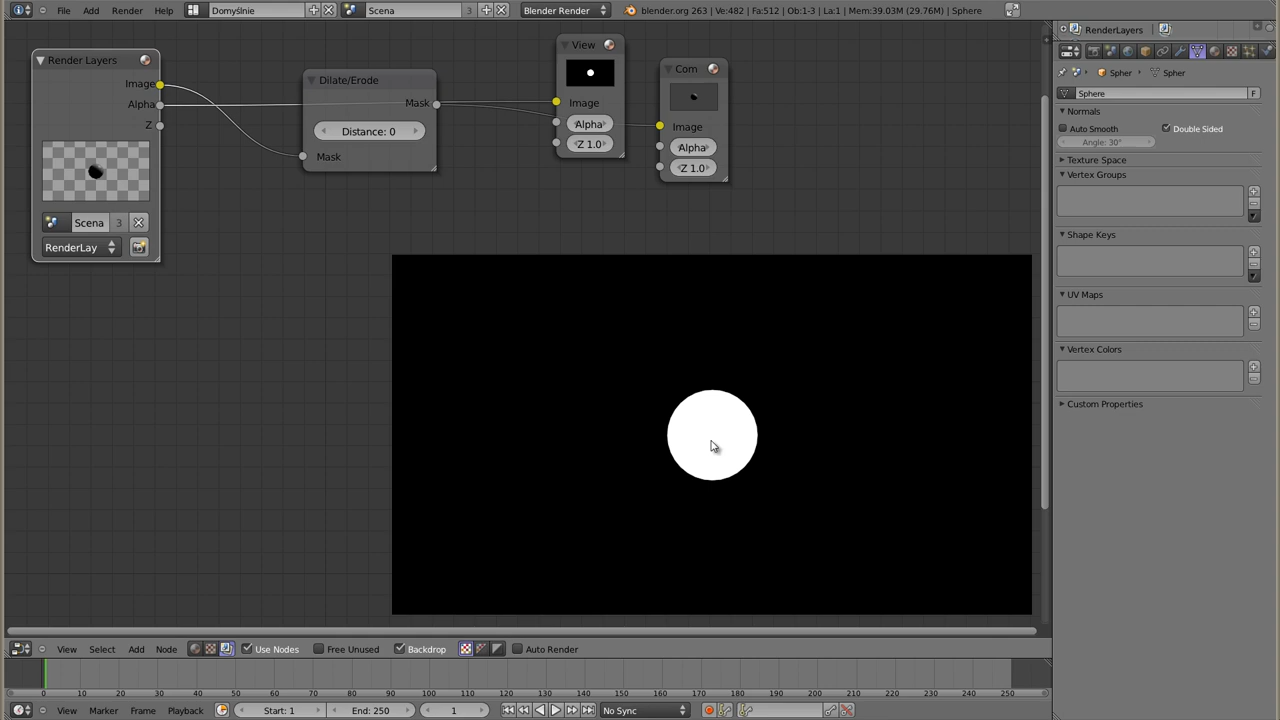 File Add Render Help Domyślnie Scena 3 Blender Render blender.org 263 | Ve:482 | Fa:512 | Ob:1-3 | La:1 | Mem:39.03M (29.76M) | Sphere
RenderLayers
Spher Spher
Sphere F
Normals
Auto Smooth Double Sided
Angle: 30°
Texture Space
Vertex Groups
Shape Keys
UV Maps
Vertex Colors
Custom Properties
Render Layers
Image
Alpha
Z
Scena 3
RenderLay
Dilate/Erode
Mask
Distance: 0
Mask
View
Image
Alpha
Z 1.0
Com
Image
Alpha
Z 1.0
View Select Add Node Use Nodes Free Unused Backdrop Auto Render
0 10 20 30 40 50 60 70 80 90 100 110 120 130 140 150 160 170 180 190 200 210 220 230 240 250
View Marker Frame Playback Start: 1 End: 250 1 No Sync